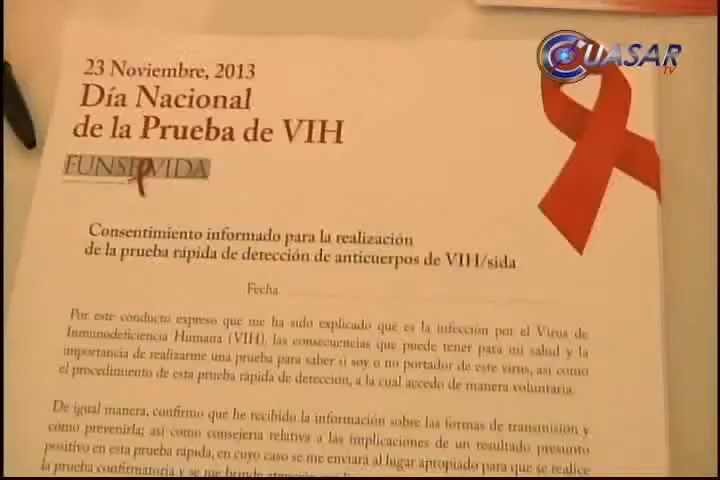 CUASAR
TV
23 Noviembre, 2013
Día Nacional
de la Prueba de VIH
FUNSERVIDA
Consentimiento informado para la realización
de la prueba rápida de detección de anticuerpos de VIH/sida
Fecha
Por este conducto expreso que me ha sido explicado qué es la infección por el Virus de
Inmunodeficiencia Humana (VIH), las consecuencias que puede tener para mi salud y la
importancia de realizarme una prueba para saber si soy o no portador de este virus, así como
el procedimiento de esta prueba rápida de detección, a la cual accedo de manera voluntaria.
De igual manera, confirmo que he recibido la información sobre las formas de transmisión y
cómo prevenirla; así como consejería relativa a las implicaciones de un resultado presunto
positivo en esta prueba rápida, en cuyo caso se me enviará al lugar apropiado para que se realice
la prueba confirmatoria y se me brinde